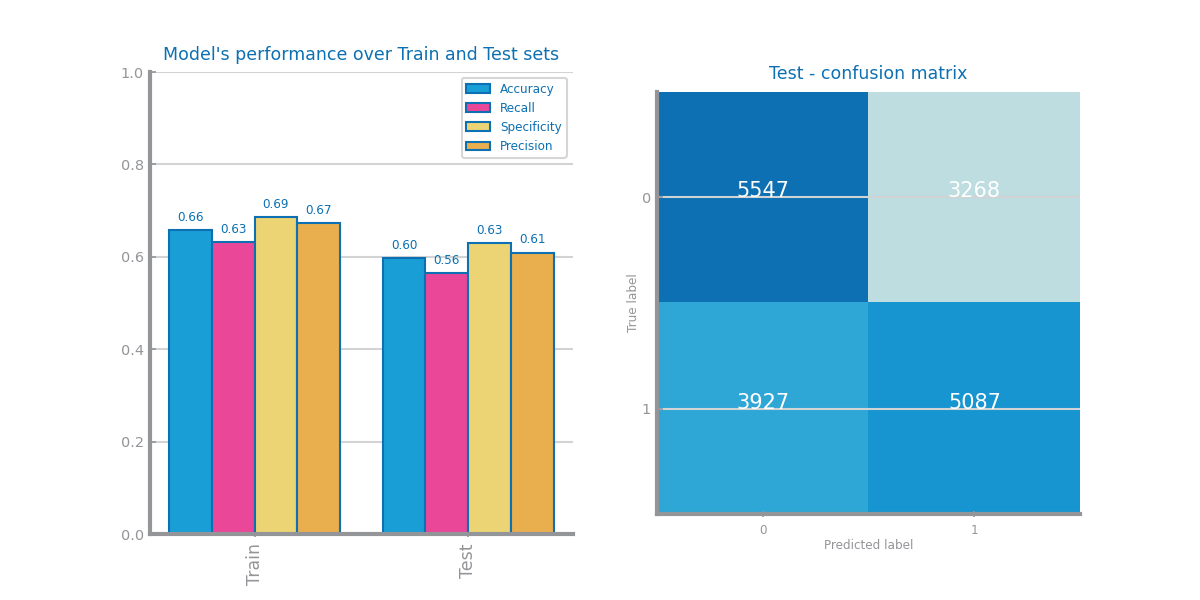 Model's performance over Train and Test sets
1.0
0.8
0.6
0.4
0.2
0.0
Accuracy
Recall
Specificity
Precision
0.66
0.63
0.69
0.67
0.60
0.56
0.63
0.61
Train
Test
Test - confusion matrix
True label
0
1
5547
3268
3927
5087
0
1
Predicted label